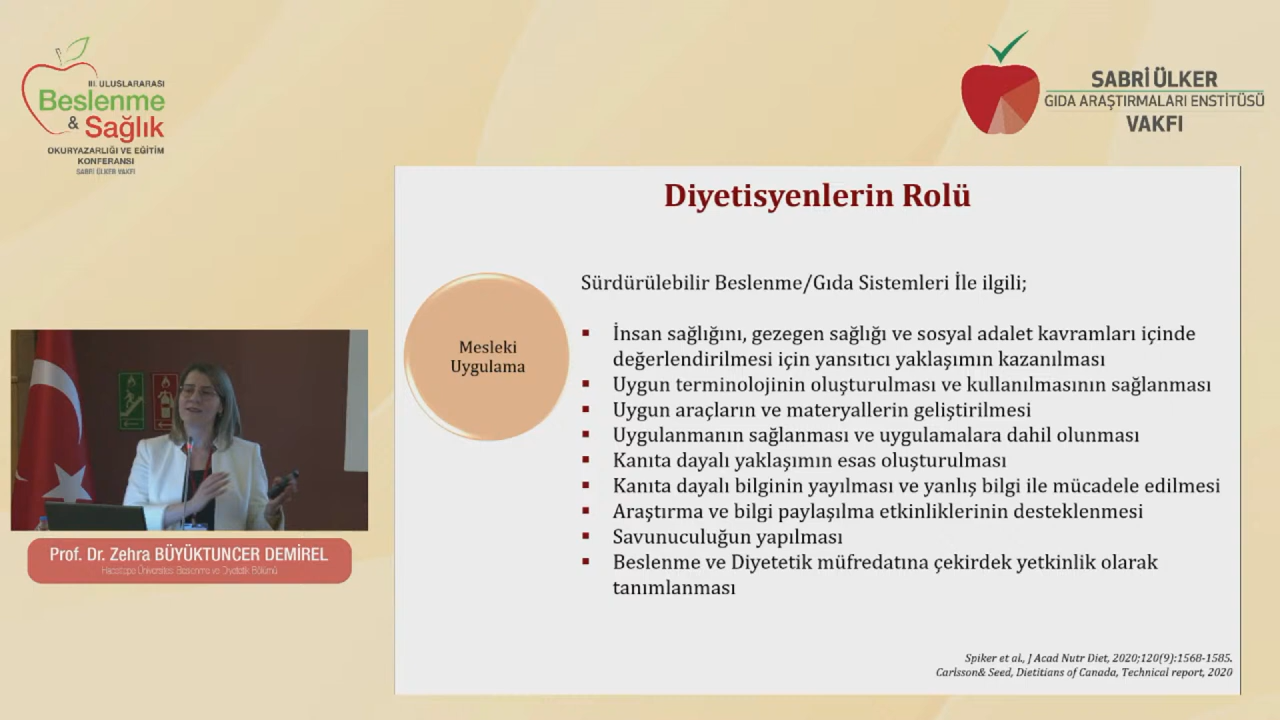 III. ULUSLARARASI
Beslenme
& Sağlık
OKURYAZARLIĞI VE EĞİTİM
KONFERANSI
SABRİ ÜLKER VAKFI
SABRİ ÜLKER
GIDA ARAŞTIRMALARI ENSTİTÜSÜ
VAKFI
Diyetisyenlerin Rolü
Mesleki
Uygulama
Sürdürülebilir Beslenme/Gıda Sistemleri İle ilgili;
▪ İnsan sağlığını, gezegen sağlığı ve sosyal adalet kavramları içinde
değerlendirilmesi için yansıtıcı yaklaşımın kazanılması
▪ Uygun terminolojinin oluşturulması ve kullanılmasının sağlanması
▪ Uygun araçların ve materyallerin geliştirilmesi
▪ Uygulanmanın sağlanması ve uygulamalara dahil olunması
▪ Kanıta dayalı yaklaşımın esas oluşturulması
▪ Kanıta dayalı bilginin yayılması ve yanlış bilgi ile mücadele edilmesi
▪ Araştırma ve bilgi paylaşılma etkinliklerinin desteklenmesi
▪ Savunuculuğun yapılması
▪ Beslenme ve Diyetetik müfredatına çekirdek yetkinlik olarak
tanımlanması
Spiker et al., J Acad Nutr Diet, 2020;120(9):1568-1585.
Carlsson& Seed, Dietitians of Canada, Technical report, 2020
Prof. Dr. Zehra BÜYÜKTUNCER DEMİREL
Hacettepe Üniversitesi Beslenme ve Diyetetik Bölümü